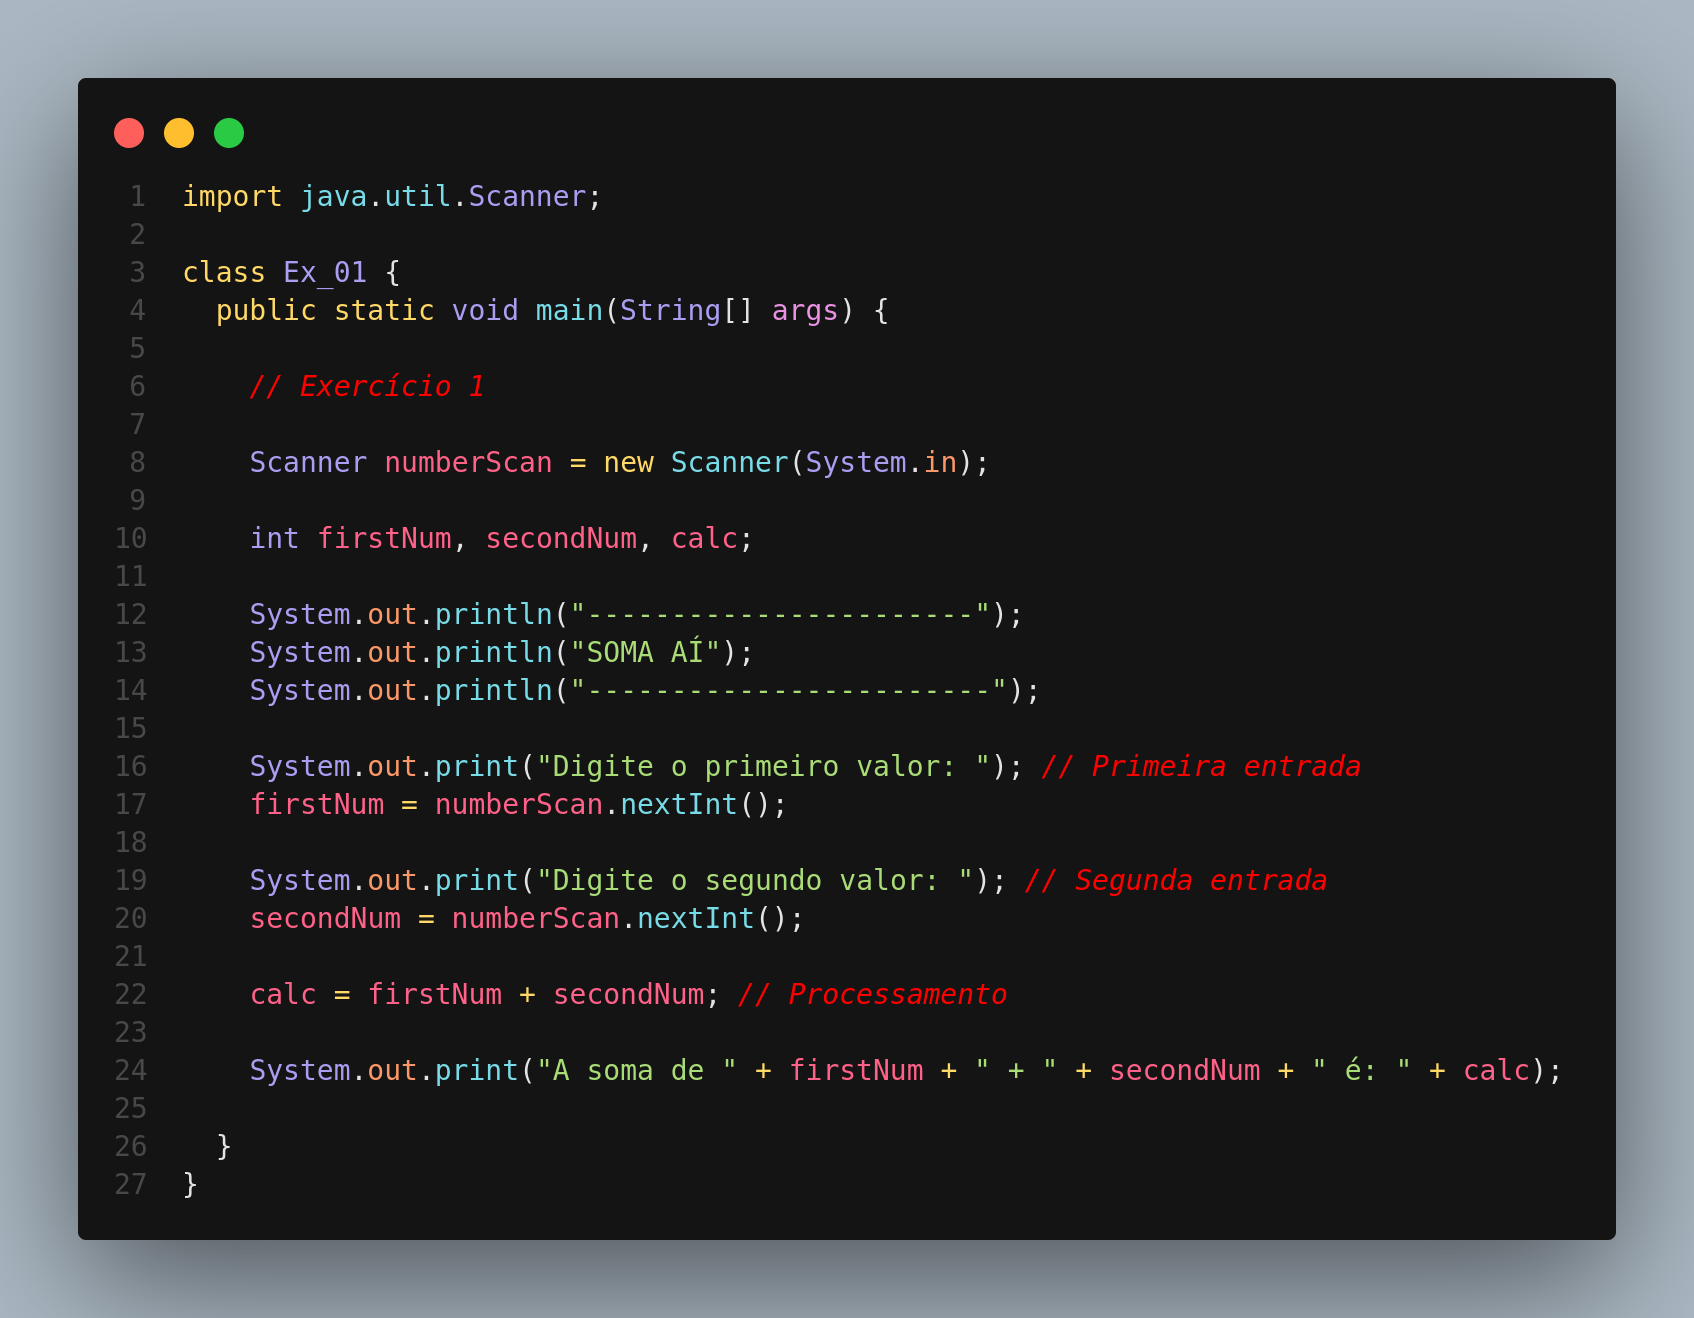 1 import java.util.Scanner;
2
3 class Ex_01 {
4   public static void main(String[] args) {
5
6     // Exercício 1
7
8     Scanner numberScan = new Scanner(System.in);
9
10     int firstNum, secondNum, calc;
11
12     System.out.println("-----------------------");
13     System.out.println("SOMA AÍ");
14     System.out.println("------------------------");
15
16     System.out.print("Digite o primeiro valor: "); // Primeira entrada
17     firstNum = numberScan.nextInt();
18
19     System.out.print("Digite o segundo valor: "); // Segunda entrada
20     secondNum = numberScan.nextInt();
21
22     calc = firstNum + secondNum; // Processamento
23
24     System.out.print("A soma de " + firstNum + " + " + secondNum + " é: " + calc);
25
26   }
27 }